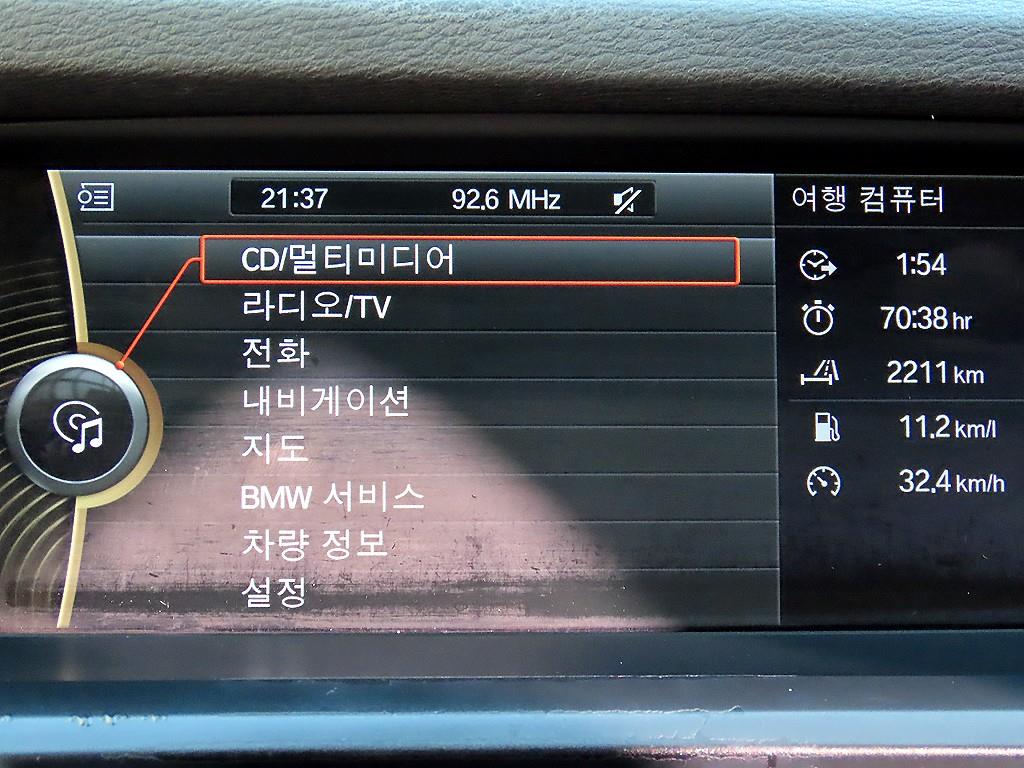 21:37 92.6 MHz
CD/멀티미디어
라디오/TV
전화
내비게이션
지도
BMW 서비스
차량 정보
설정
여행 컴퓨터
1:54
70:38 hr
2211 km
11.2 km/l
32.4 km/h